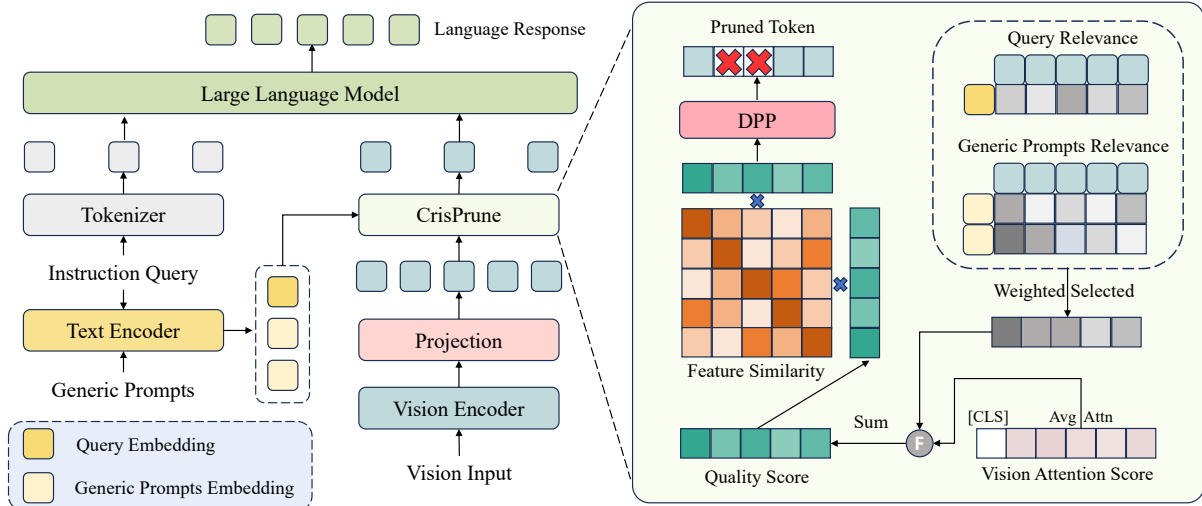 Language Response
Large Language Model
Tokenizer
CrisPrune
Instruction Query
Text Encoder
Projection
Generic Prompts
Vision Encoder
Vision Input
Query Embedding
Generic Prompts Embedding
Pruned Token
DPP
Feature Similarity
Quality Score
Query Relevance
Generic Prompts Relevance
Weighted Selected
Sum
F
[CLS]
Avg Attn
Vision Attention Score